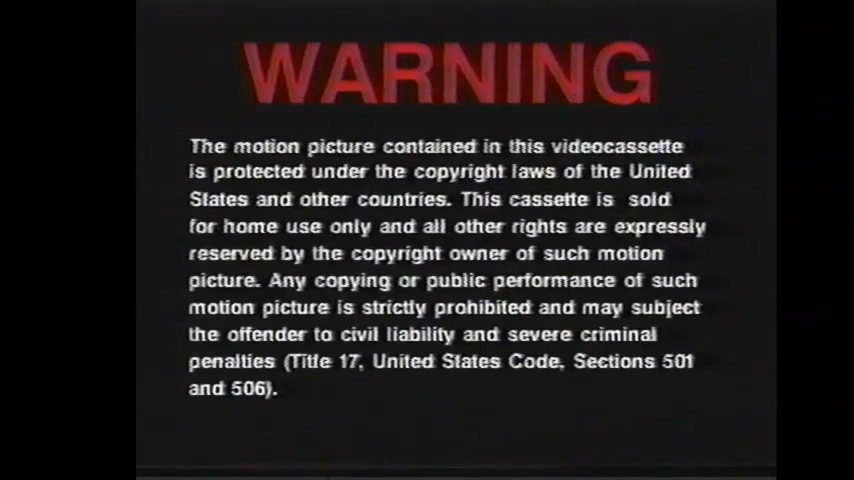 WARNING
The motion picture contained in this videocassette
is protected under the copyright laws of the United
States and other countries. This cassette is sold
for home use only and all other rights are expressly
reserved by the copyright owner of such motion
picture. Any copying or public performance of such
motion picture is strictly prohibited and may subject
the offender to civil liability and severe criminal
penalties (Title 17, United States Code, Sections 501
and 506).